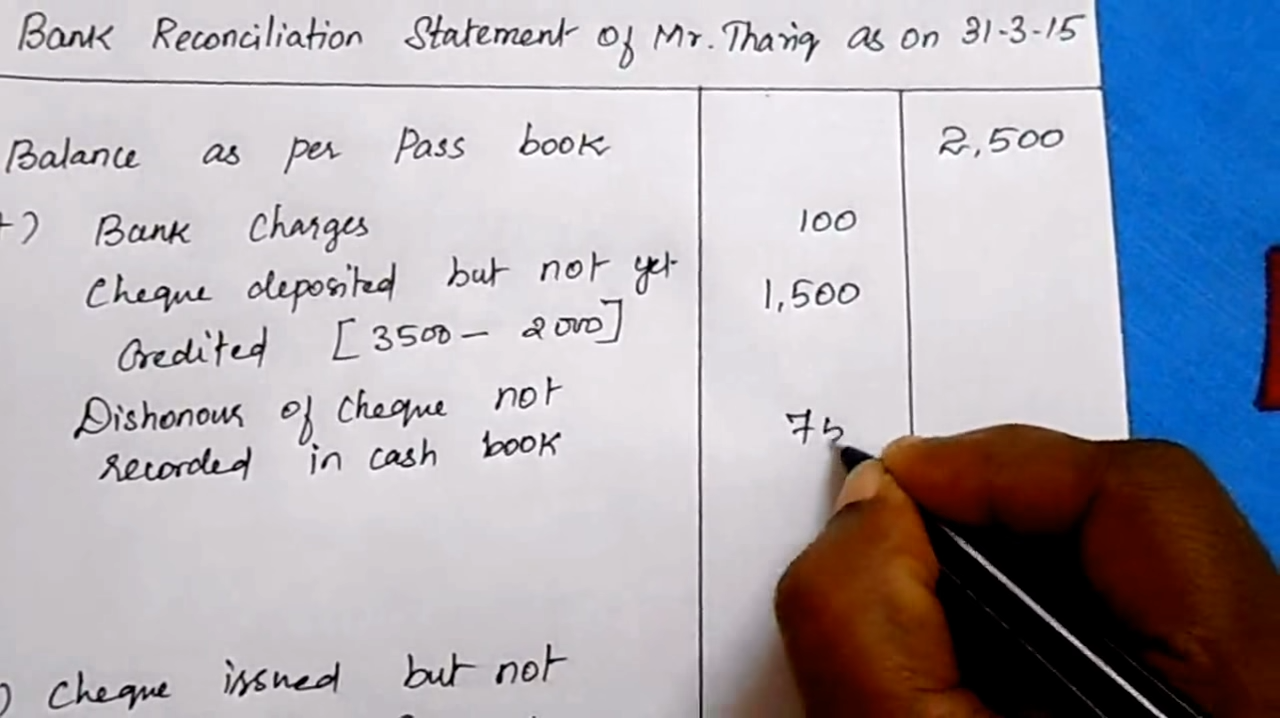 Bank Reconciliation Statement of Mr. Thariq as on 31-3-15
Balance as per Pass book 2,500
+) Bank Charges 100
Cheque deposited but not yet 1,500
Credited [3500 - 2000]
Dishonour of Cheque not 75
recorded in cash book
) Cheque issued but not